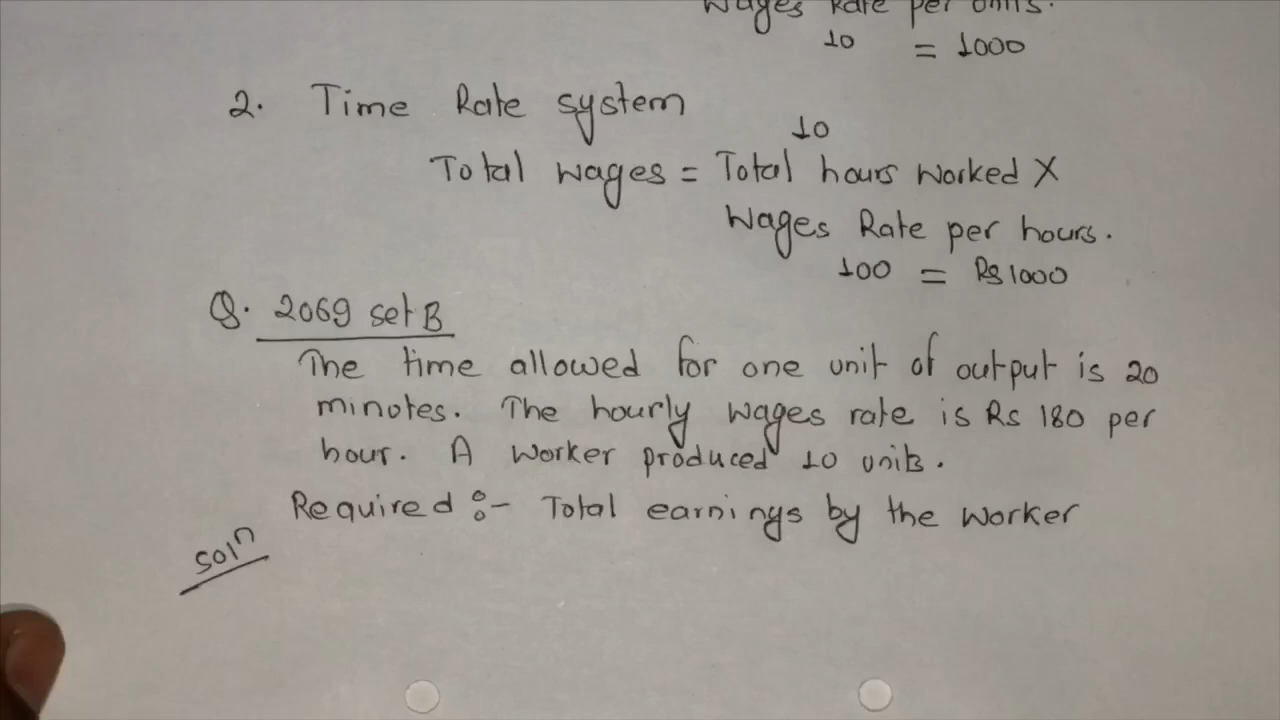 Wages Rate per units.
10 = 1000
2. Time Rate system
10
Total wages = Total hours worked X
Wages Rate per hours.
100 = Rs 1000
Q. 2069 set B
The time allowed for one unit of output is 20
minutes. The hourly wages rate is Rs 180 per
hour. A worker produced 10 units.
Required :- Total earnings by the worker
Soln